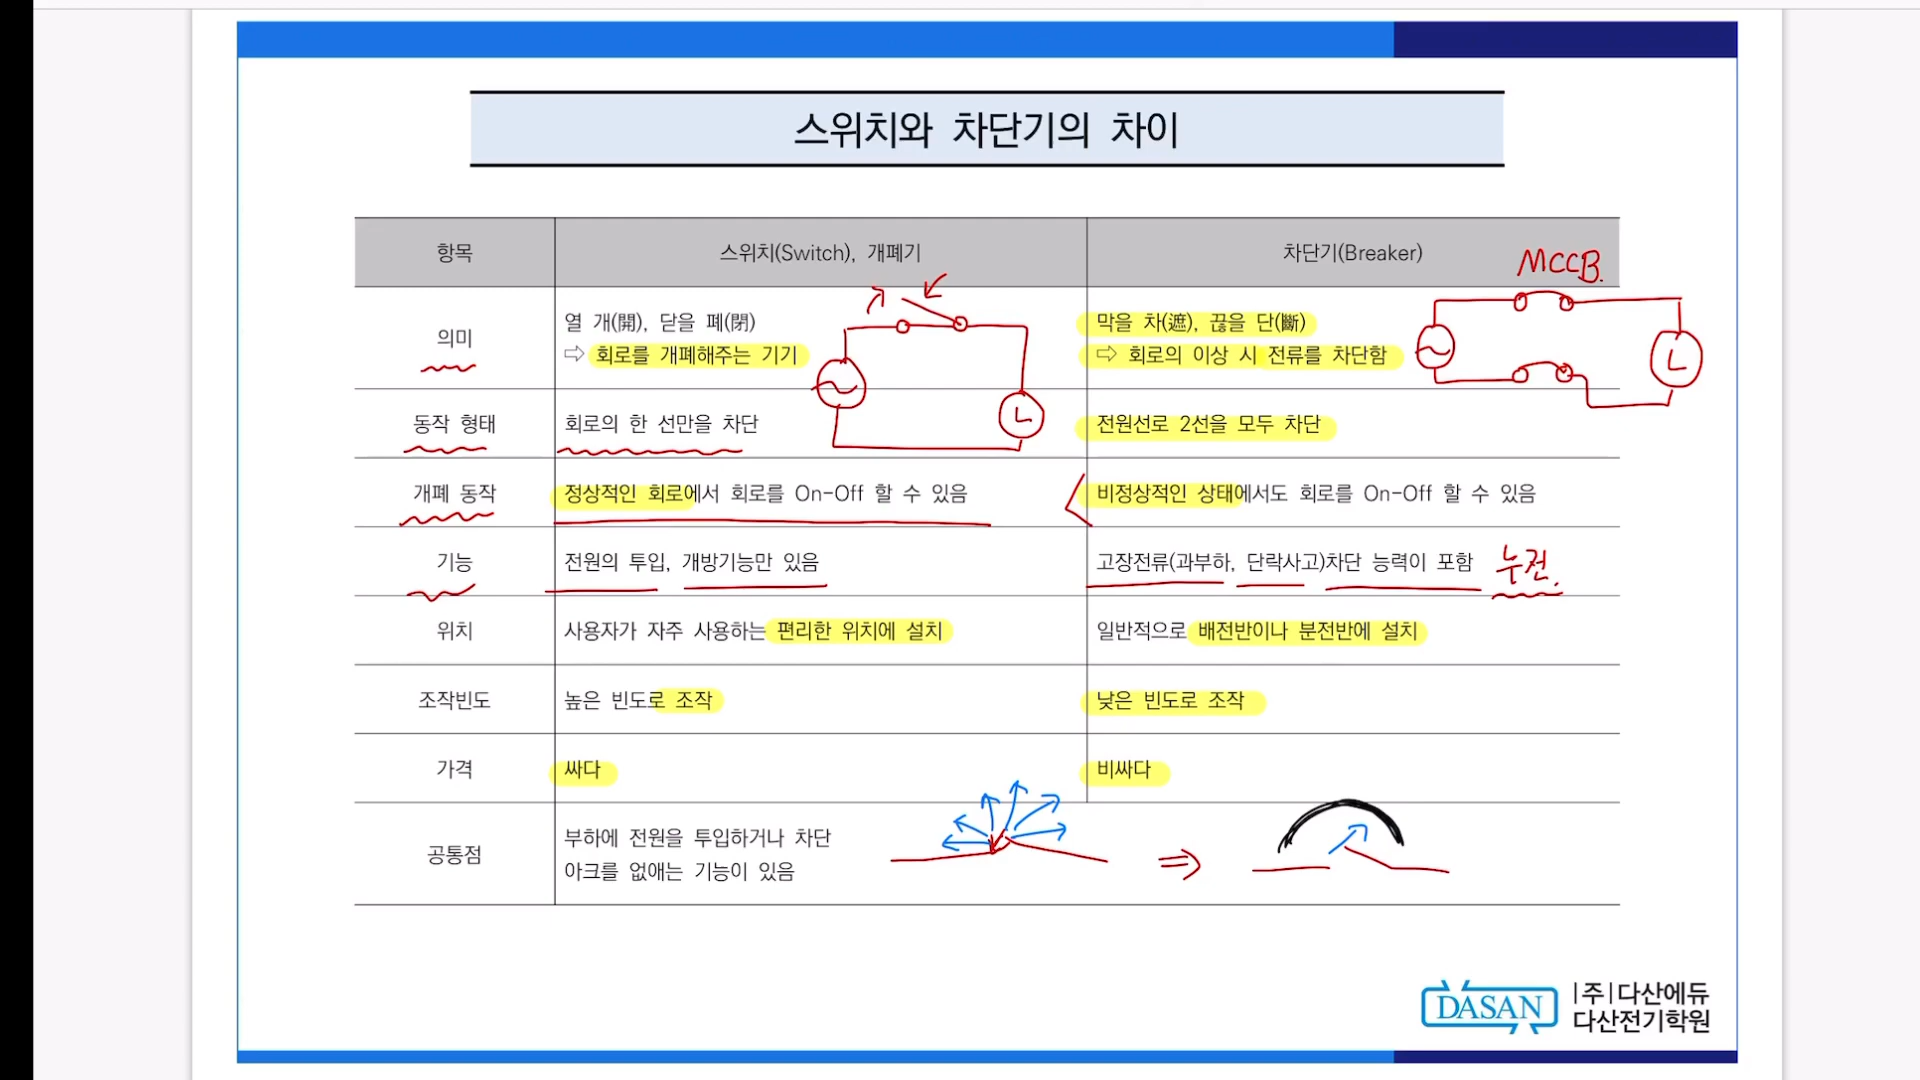 스위치와 차단기의 차이
항목 스위치(Switch), 개폐기 차단기(Breaker) MCCB.
의미 열 개(開), 닫을 폐(閉) 막을 차(遮), 끊을 단(斷)
⇨ 회로를 개폐해주는 기기 ⇨ 회로의 이상 시 전류를 차단함
L
L
동작 형태 회로의 한 선만을 차단 전원선로 2선을 모두 차단
개폐 동작 정상적인 회로에서 회로를 On-Off 할 수 있음 비정상적인 상태에서도 회로를 On-Off 할 수 있음
기능 전원의 투입, 개방기능만 있음 고장전류(과부하, 단락사고)차단 능력이 포함 누전.
위치 사용자가 자주 사용하는 편리한 위치에 설치 일반적으로 배전반이나 분전반에 설치
조작빈도 높은 빈도로 조작 낮은 빈도로 조작
가격 싸다 비싸다
공통점 부하에 전원을 투입하거나 차단
아크를 없애는 기능이 있음
DASAN |주|다산에듀
다산전기학원